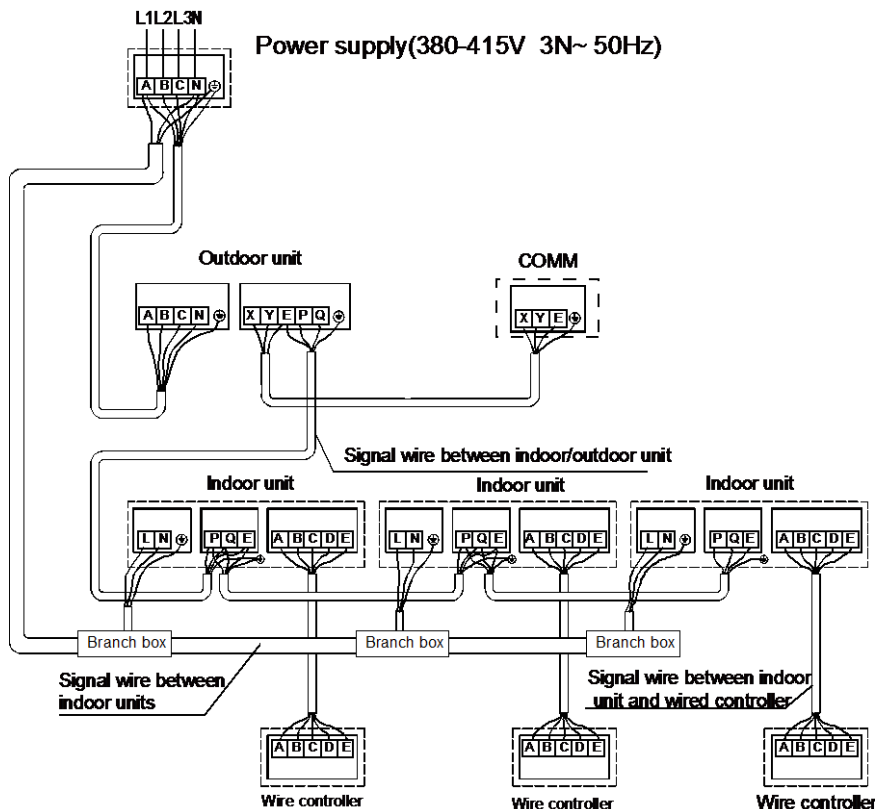 L1L2L3N
Power supply(380-415V 3N~ 50Hz)
A B C N
Outdoor unit
COMM
A B C N
X Y E P Q
X Y E
Signal wire between indoor/outdoor unit
Indoor unit
Indoor unit
Indoor unit
L N
P Q E
A B C D E
L N
P Q E
A B C D E
L N
P Q E
A B C D E
Branch box
Branch box
Branch box
Signal wire between
indoor units
Signal wire between indoor
unit and wired controller
A B C D E
A B C D E
A B C D E
Wire controller
Wire controller
Wire controller